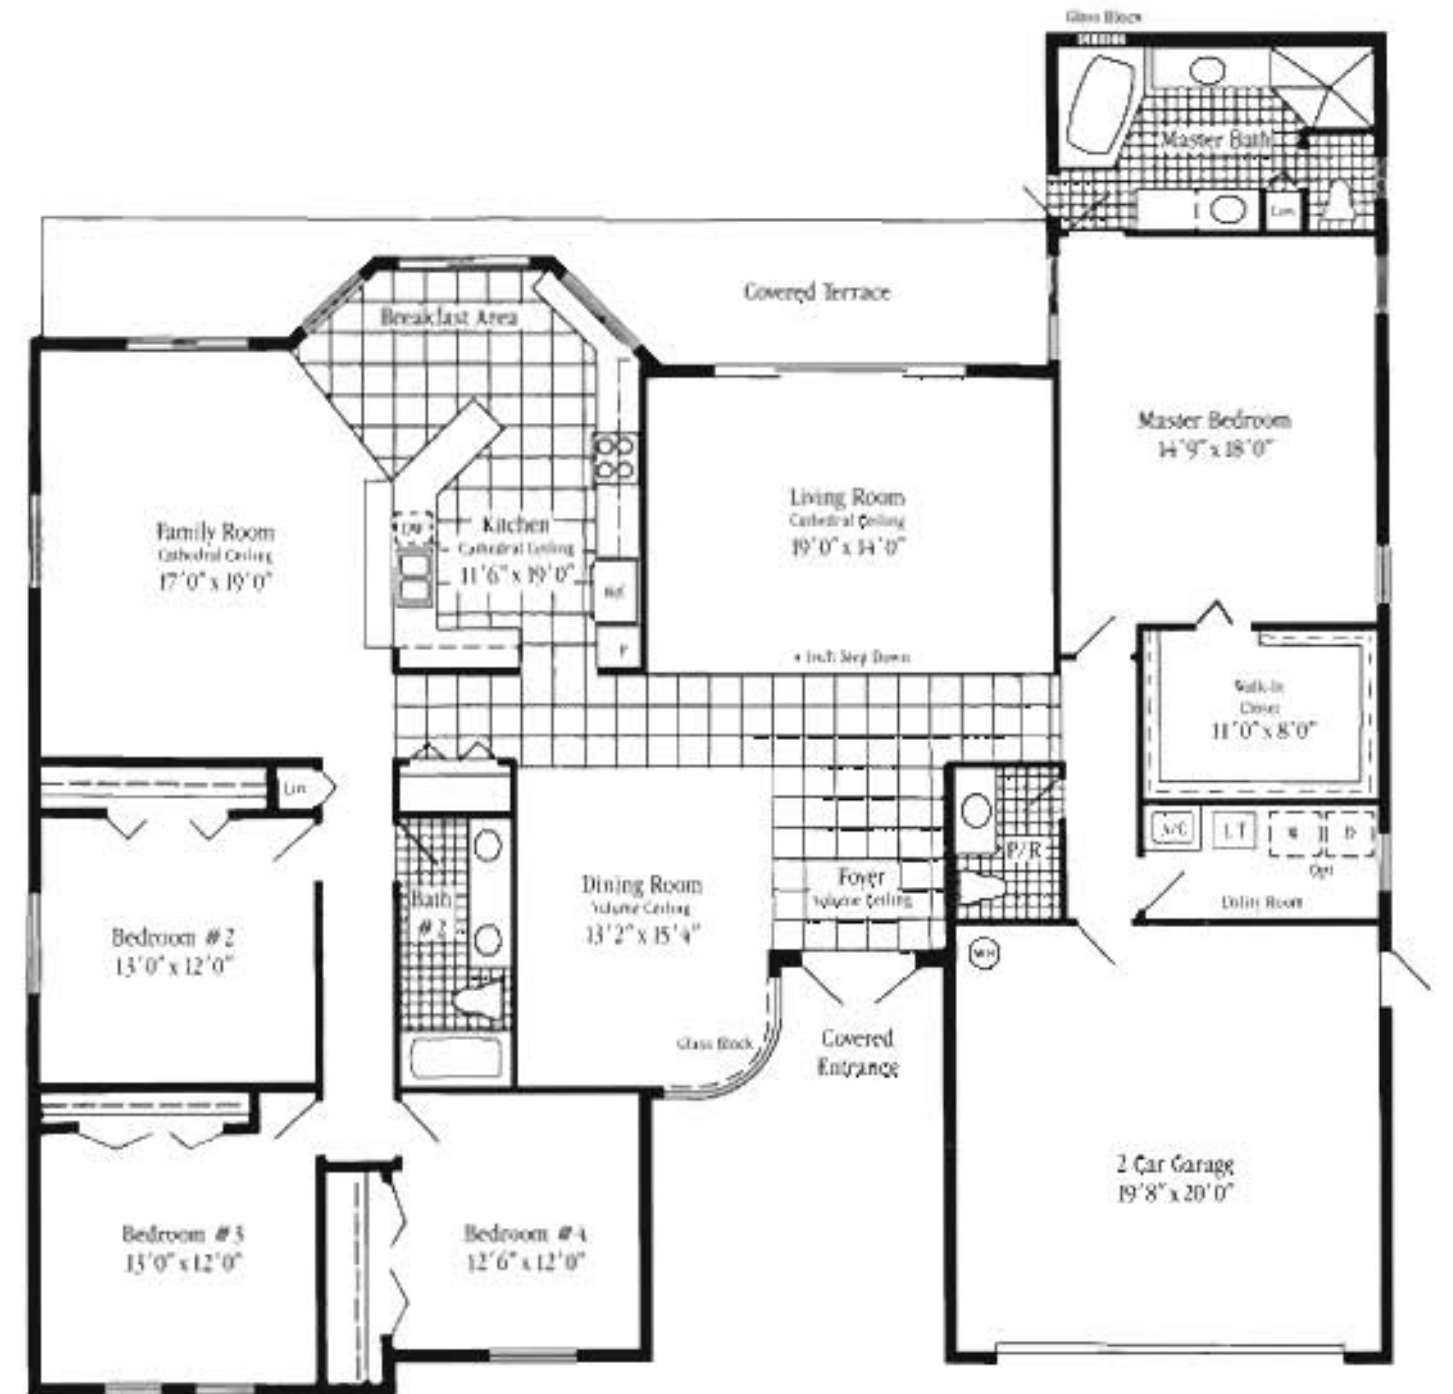 Glass Block
Master Bath
Lin.
Covered Terrace
Breakfast Area
Master Bedroom
14'9" x 18'0"
Living Room
Cathedral Ceiling
19'0" x 14'0"
4 Inch Step Down
Family Room
Cathedral Ceiling
17'0" x 19'0"
DW
Kitchen
Cathedral Ceiling
11'6" x 19'0"
Ref.
P
Walk-In
Closet
11'0" x 8'0"
Lin.
A/C
LT
W
D
Opt
Utility Room
P/R
Foyer
Volume Ceiling
Dining Room
Volume Ceiling
13'2" x 15'4"
Bath
#2
Bedroom #2
13'0" x 12'0"
WH
Glass Block
Covered
Entrance
2 Car Garage
19'8" x 20'0"
Bedroom #3
13'0" x 12'0"
Bedroom #4
12'6" x 12'0"